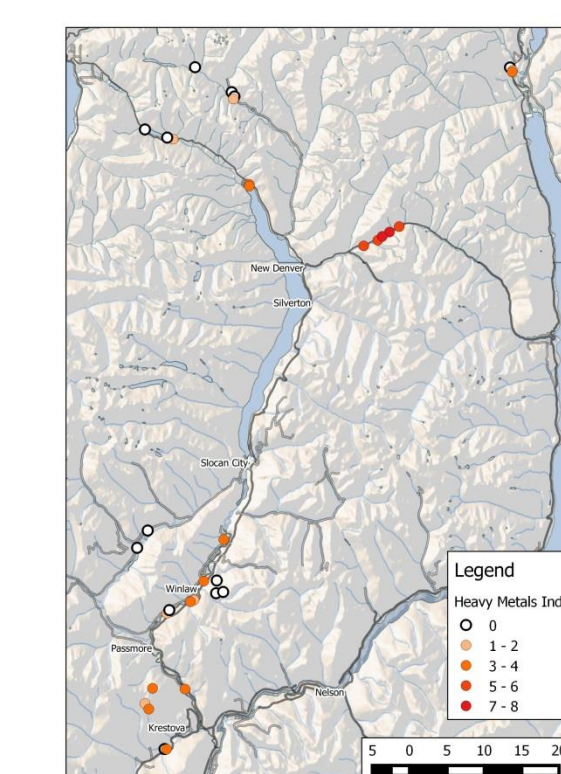 New Denver
Silverton
Slocan City
Winlaw
Passmore
Nelson
Krestova
Legend
Heavy Metals Ind
0
1 - 2
3 - 4
5 - 6
7 - 8
5 0 5 10 15 20